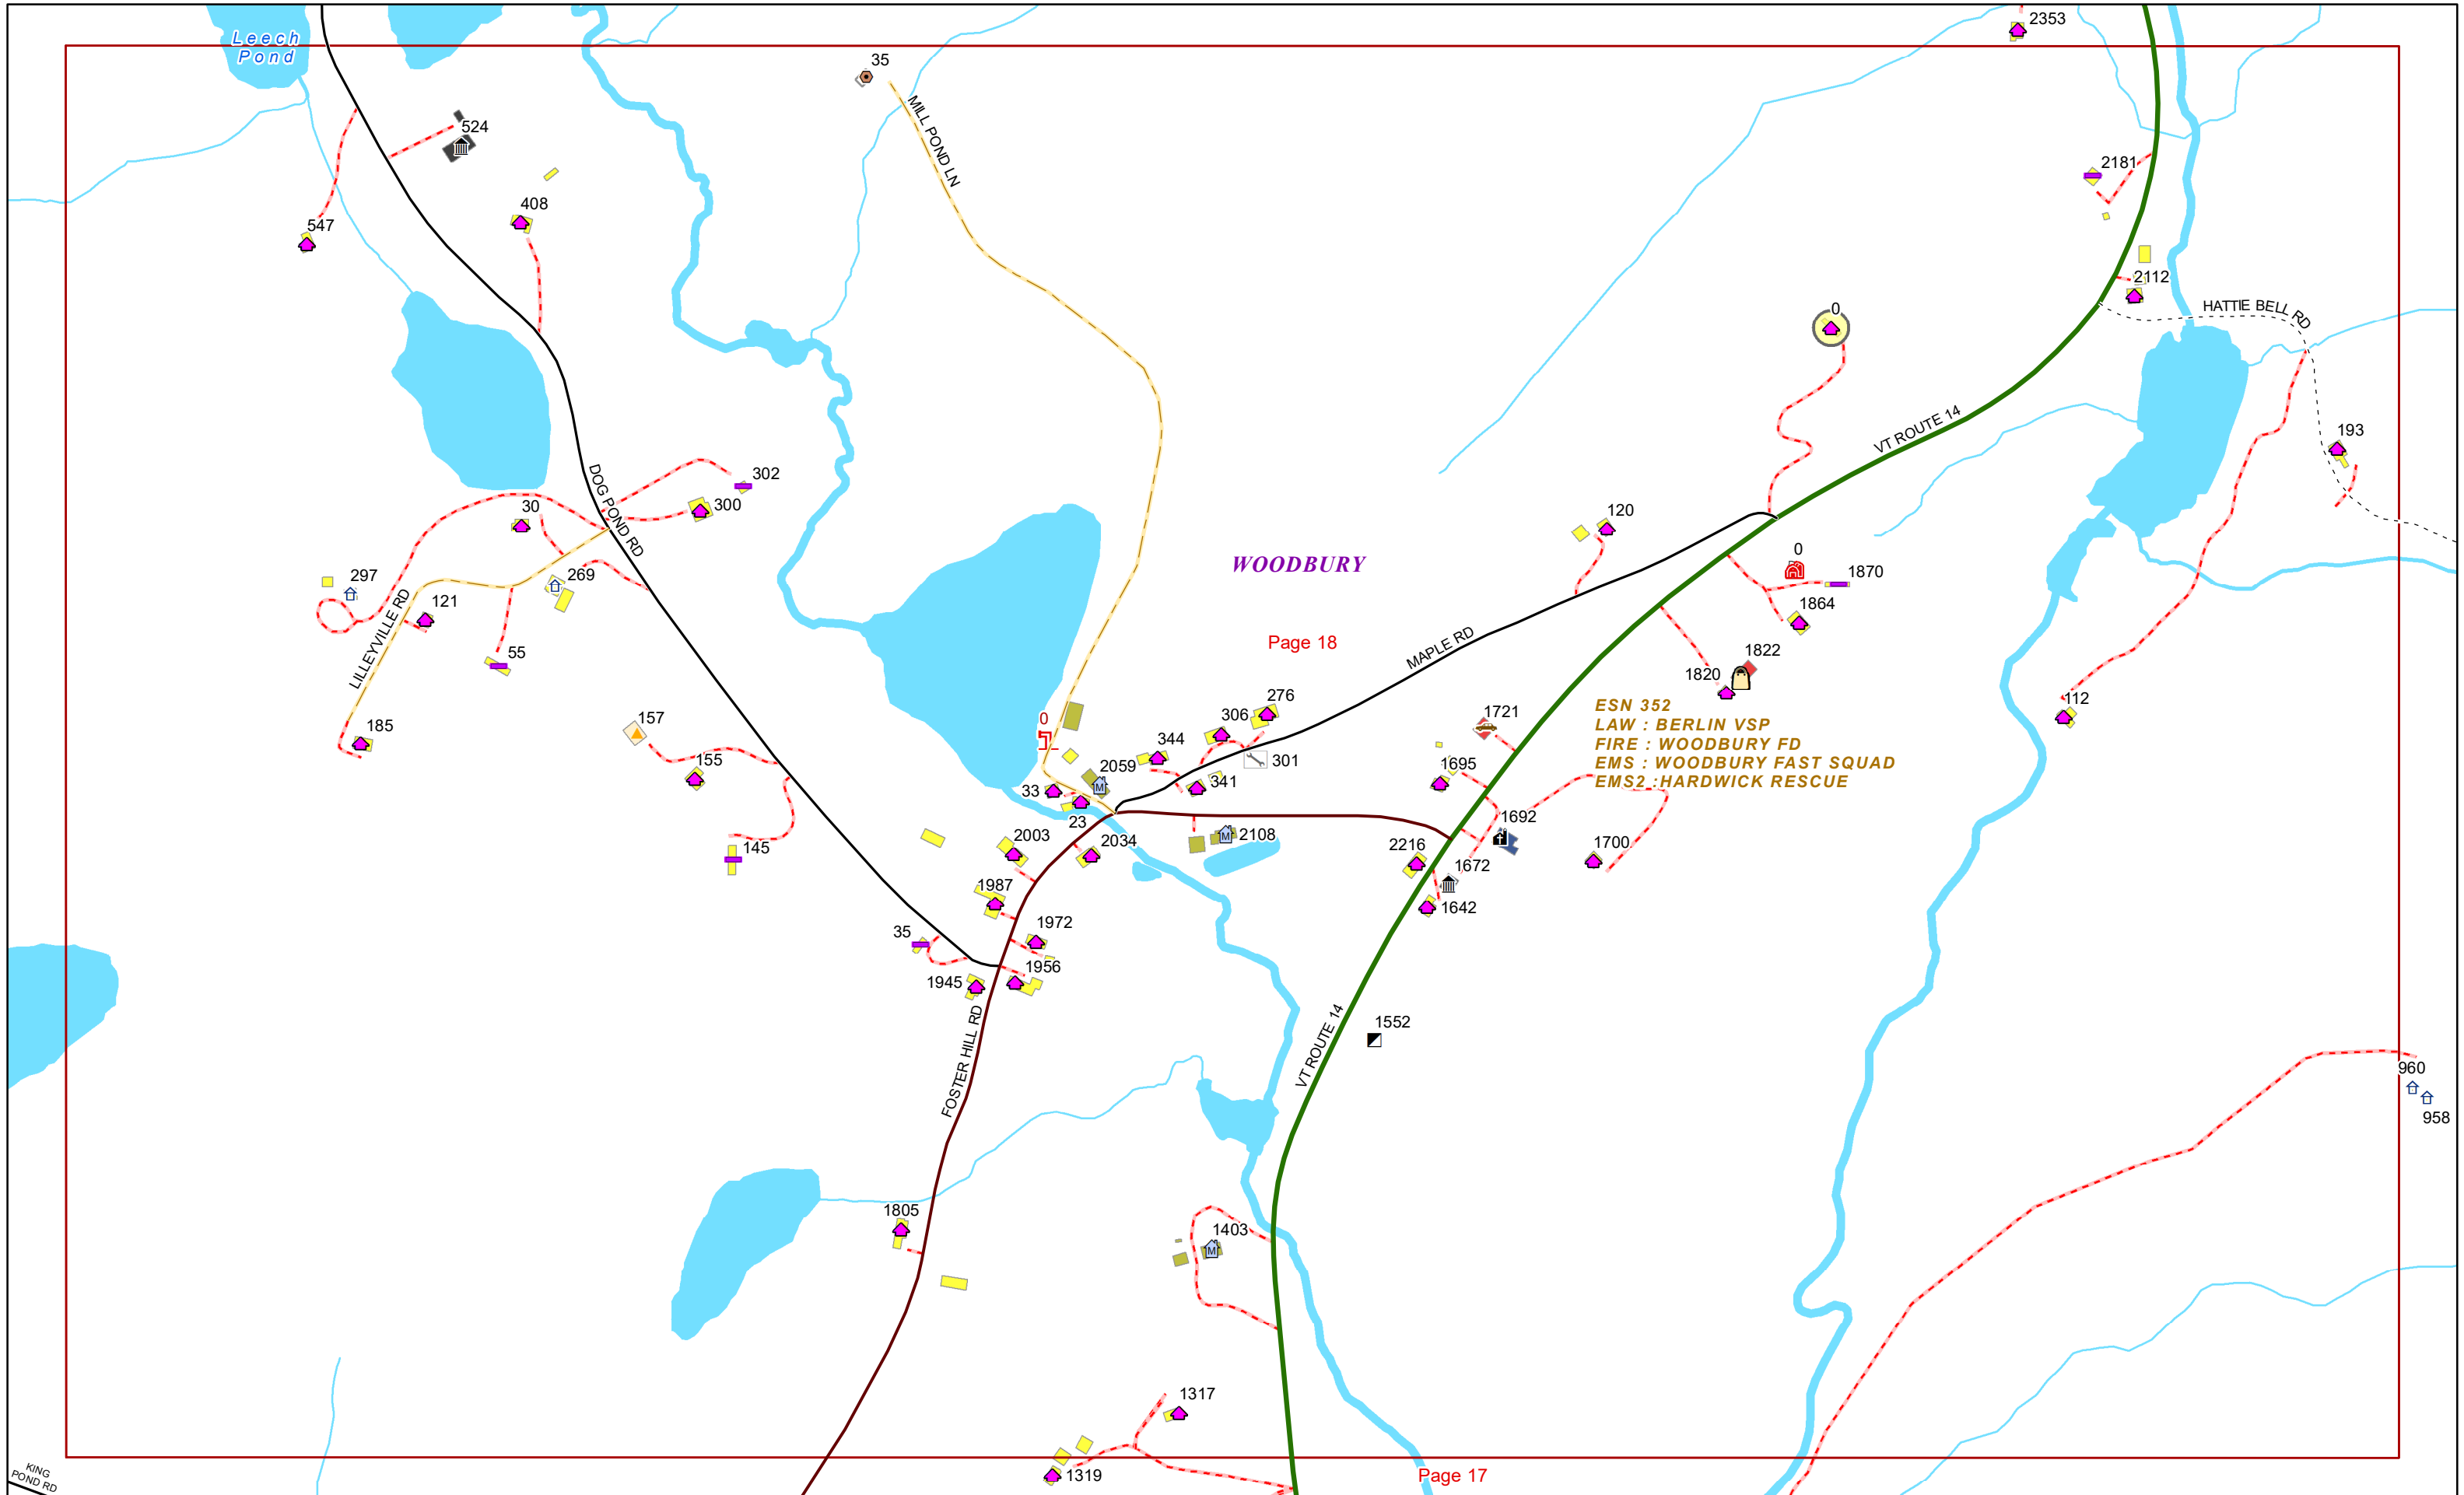 2353
Leech
Pond
35
MILL POND LN
524
2181
408
547
2112
HATTIE BELL RD
0
VT ROUTE 14
193
DOG POND RD
302
300
30
120
WOODBURY
0
1870
297
269
121
1864
LILLEYVILLE RD
55
Page 18
MAPLE RD
1822
1820
276
306
112
ESN 352
LAW : BERLIN VSP
FIRE : WOODBURY FD
EMS : WOODBURY FAST SQUAD
EMS2 :HARDWICK RESCUE
157
185
0
1721
344
155
2059
301
1695
33
341
23
1692
2003
2034
2108
2216
1700
145
1672
1987
1642
1972
35
1956
1945
FOSTER HILL RD
VT ROUTE 14
1552
960
958
1805
1403
1317
1319
Page 17
KING
POND RD
M
M
M